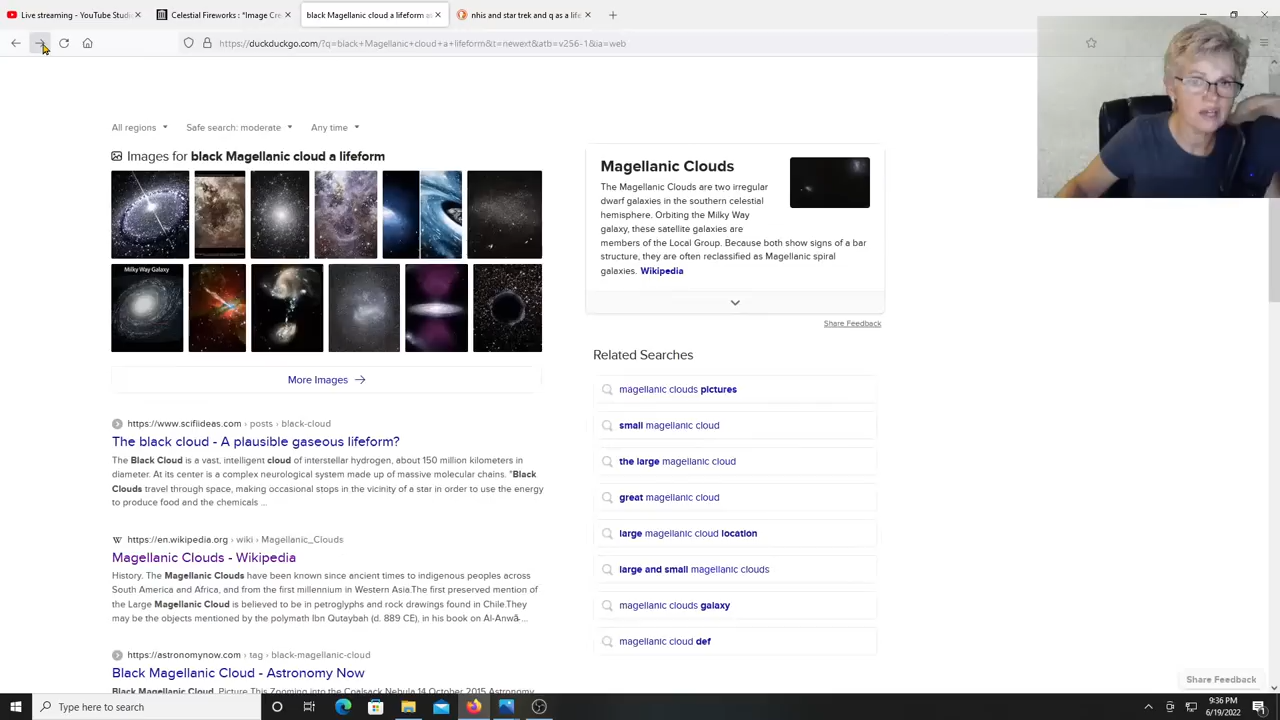 Live streaming - YouTube Studio
Celestial Fireworks : *Image Cre
black Magellanic cloud a lifeform as
nhis and star trek and q as a life
https://duckduckgo.com/?q=black+Magellanic+cloud+a+lifeform&t=newext&atb=v256-1&ia=web
All regions
Safe search: moderate
Any time
Images for black Magellanic cloud a lifeform
Milky Way Galaxy
More Images
https://www.scifiideas.com › posts › black-cloud
The black cloud - A plausible gaseous lifeform?
The Black Cloud is a vast, intelligent cloud of interstellar hydrogen, about 150 million kilometers in
diameter. At its center is a complex neurological system made up of massive molecular chains. "Black
Clouds travel through space, making occasional stops in the vicinity of a star in order to use the energy
to produce food and the chemicals ...
W https://en.wikipedia.org › wiki › Magellanic_Clouds
Magellanic Clouds - Wikipedia
History. The Magellanic Clouds have been known since ancient times to indigenous peoples across
South America and Africa, and from the first millennium in Western Asia.The first preserved mention of
the Large Magellanic Cloud is believed to be in petroglyphs and rock drawings found in Chile.They
may be the objects mentioned by the polymath Ibn Qutaybah (d. 889 CE), in his book on Al-Anwā-...
https://astronomynow.com › tag › black-magellanic-cloud
Black Magellanic Cloud - Astronomy Now
Black Magellanic Cloud. Picture This Zooming into the Coalsack Nebula 14 October 2015 Astronomy
Magellanic Clouds
The Magellanic Clouds are two irregular
dwarf galaxies in the southern celestial
hemisphere. Orbiting the Milky Way
galaxy, these satellite galaxies are
members of the Local Group. Because both show signs of a bar
structure, they are often reclassified as Magellanic spiral
galaxies. Wikipedia
Share Feedback
Related Searches
magellanic clouds pictures
small magellanic cloud
the large magellanic cloud
great magellanic cloud
large magellanic cloud location
large and small magellanic clouds
magellanic clouds galaxy
magellanic cloud def
Share Feedback
Type here to search
9:36 PM
6/19/2022